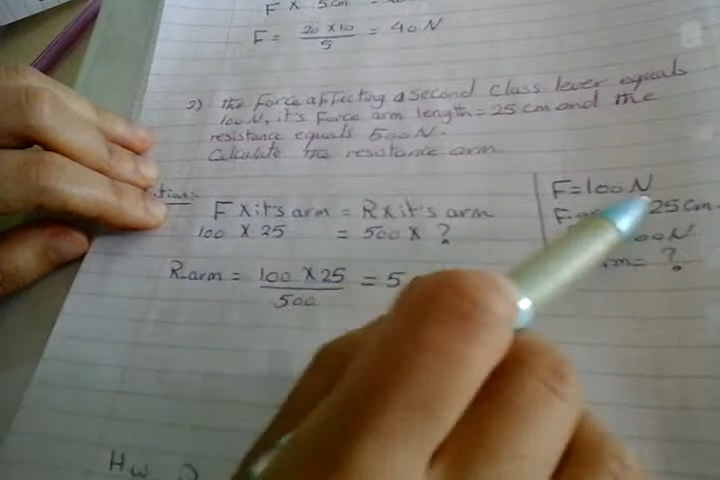 F X 5cm
F = 20 x 10 / 5 = 40 N
2) the Force affecting a second class lever equals
100 N, it's Force arm length = 25 cm and the
resistance equals 500 N.
Calculate the resistance arm
F X it's arm = R X it's arm
100 X 25 = 500 X ?
R arm = 100 X 25 / 500 = 5
F = 100 N
25 cm
N
= ?
Hw